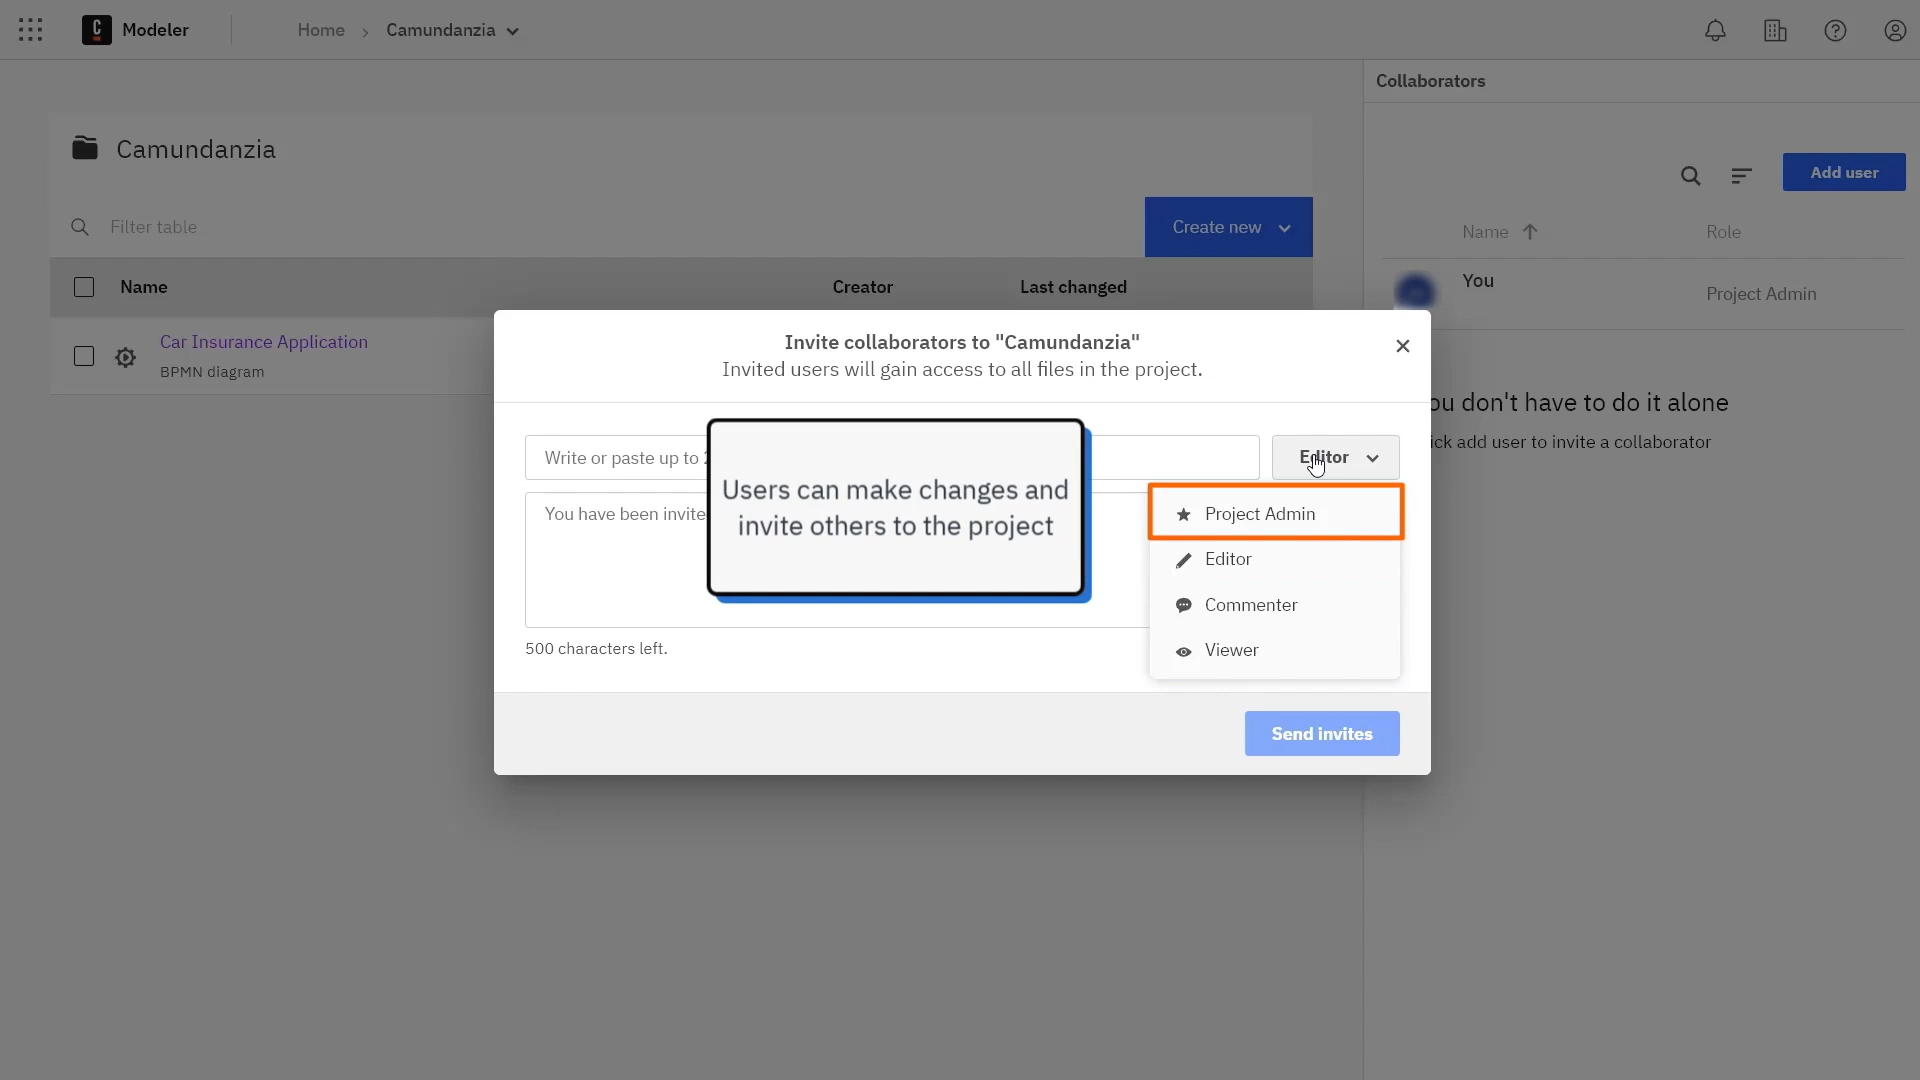 Modeler
Home
Camundanzia
Collaborators
Camundanzia
Add user
Filter table
Create new
Name
Role
Name
Creator
Last changed
You
Project Admin
Car Insurance Application
BPMN diagram
Invite collaborators to "Camundanzia"
Invited users will gain access to all files in the project.
ou don't have to do it alone
ick add user to invite a collaborator
Write or paste up to 2
Editor
Users can make changes and
invite others to the project
You have been invite
Project Admin
Editor
Commenter
Viewer
500 characters left.
Send invites